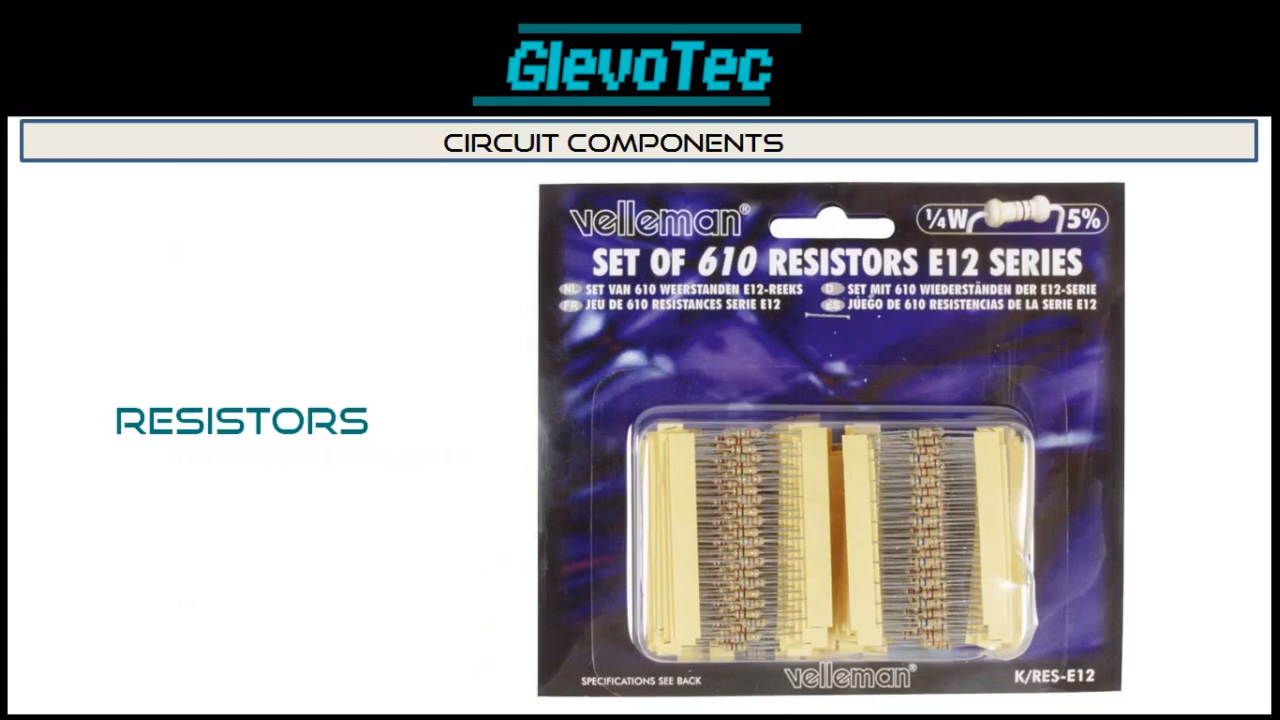 GlevoTec
CIRCUIT COMPONENTS
RESISTORS
velleman®
¼W 5%
SET OF 610 RESISTORS E12 SERIES
NL SET VAN 610 WEERSTANDEN E12-REEKS
D SET MIT 610 WIEDERSTÄNDEN DER E12-SERIE
FR JEU DE 610 RESISTANCES SERIE E12
ES JUEGO DE 610 RESISTENCIAS DE LA SERIE E12
SPECIFICATIONS SEE BACK
velleman®
K/RES-E12